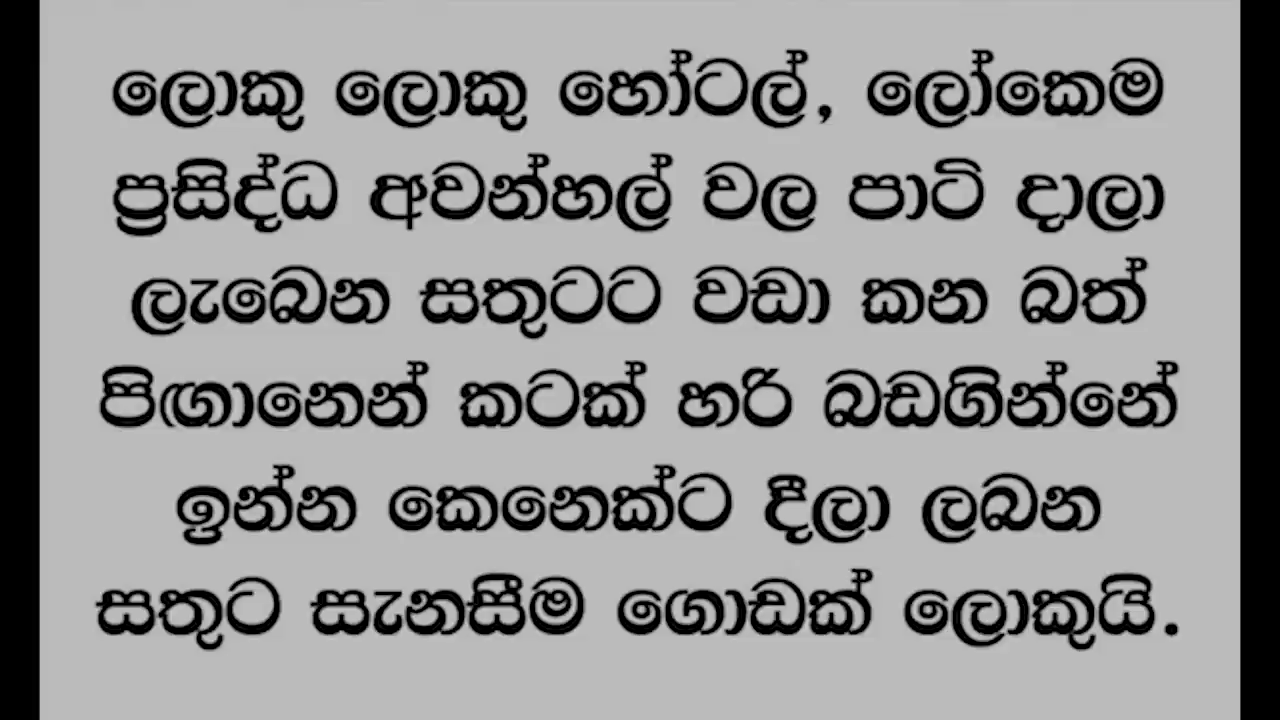 ලොකු ලොකු හෝටල්, ලෝකෙම
ප්‍රසිද්ධ අවන්හල් වල පාටි දාලා
ලැබෙන සතුටට වඩා කන බත්
පිඟානෙන් කටක් හරි බඩගින්නේ
ඉන්න කෙනෙක්ට දීලා ලබන
සතුට සැනසීම ගොඩක් ලොකුයි.